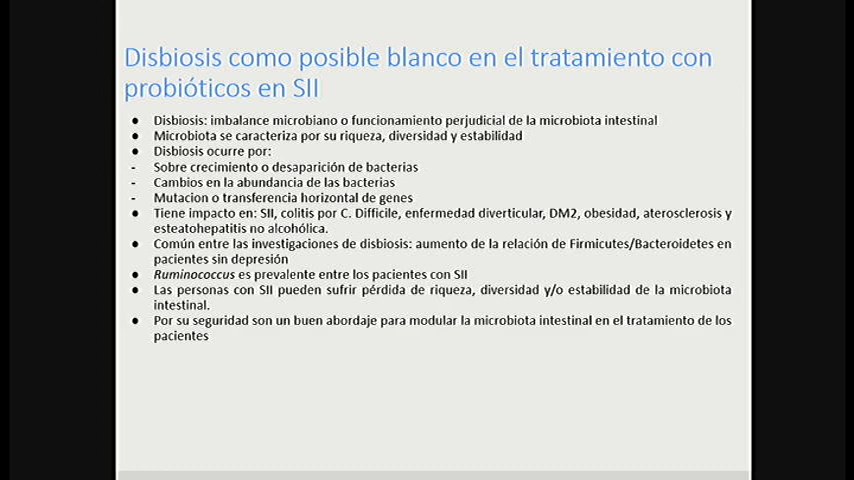 Disbiosis como posible blanco en el tratamiento con
probióticos en SII
● Disbiosis: imbalance microbiano o funcionamiento perjudicial de la microbiota intestinal
● Microbiota se caracteriza por su riqueza, diversidad y estabilidad
● Disbiosis ocurre por:
- Sobre crecimiento o desaparición de bacterias
- Cambios en la abundancia de las bacterias
- Mutacion o transferencia horizontal de genes
● Tiene impacto en: SII, colitis por C. Difficile, enfermedad diverticular, DM2, obesidad, aterosclerosis y
esteatohepatitis no alcohólica.
● Común entre las investigaciones de disbiosis: aumento de la relación de Firmicutes/Bacteroidetes en
pacientes sin depresión
● Ruminococcus es prevalente entre los pacientes con SII
● Las personas con SII pueden sufrir pérdida de riqueza, diversidad y/o estabilidad de la microbiota
intestinal.
● Por su seguridad son un buen abordaje para modular la microbiota intestinal en el tratamiento de los
pacientes